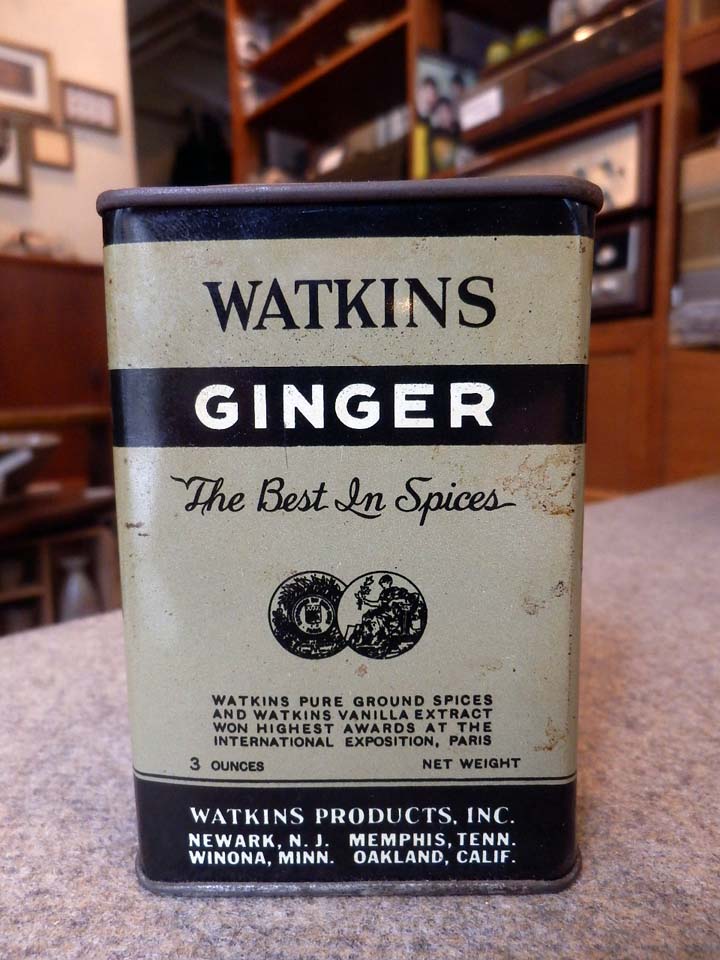 WATKINS
GINGER
The Best In Spices
WATKINS PURE GROUND SPICES
AND WATKINS VANILLA EXTRACT
WON HIGHEST AWARDS AT THE
INTERNATIONAL EXPOSITION, PARIS
3 OUNCES NET WEIGHT
WATKINS PRODUCTS, INC.
NEWARK, N. J. MEMPHIS, TENN.
WINONA, MINN. OAKLAND, CALIF.